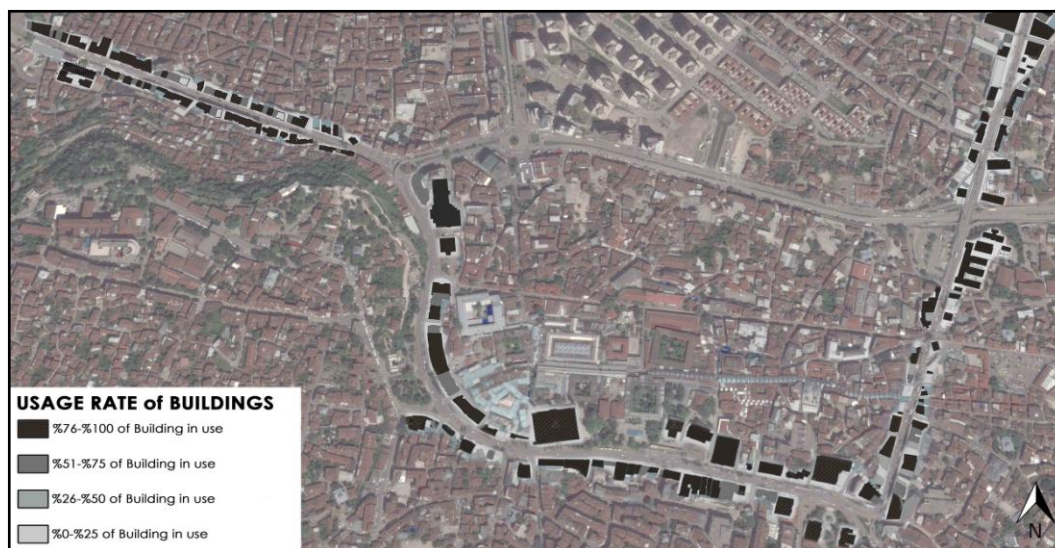 USAGE RATE of BUILDINGS
%76-%100 of Building in use
%51-%75 of Building in use
%26-%50 of Building in use
%0-%25 of Building in use
N